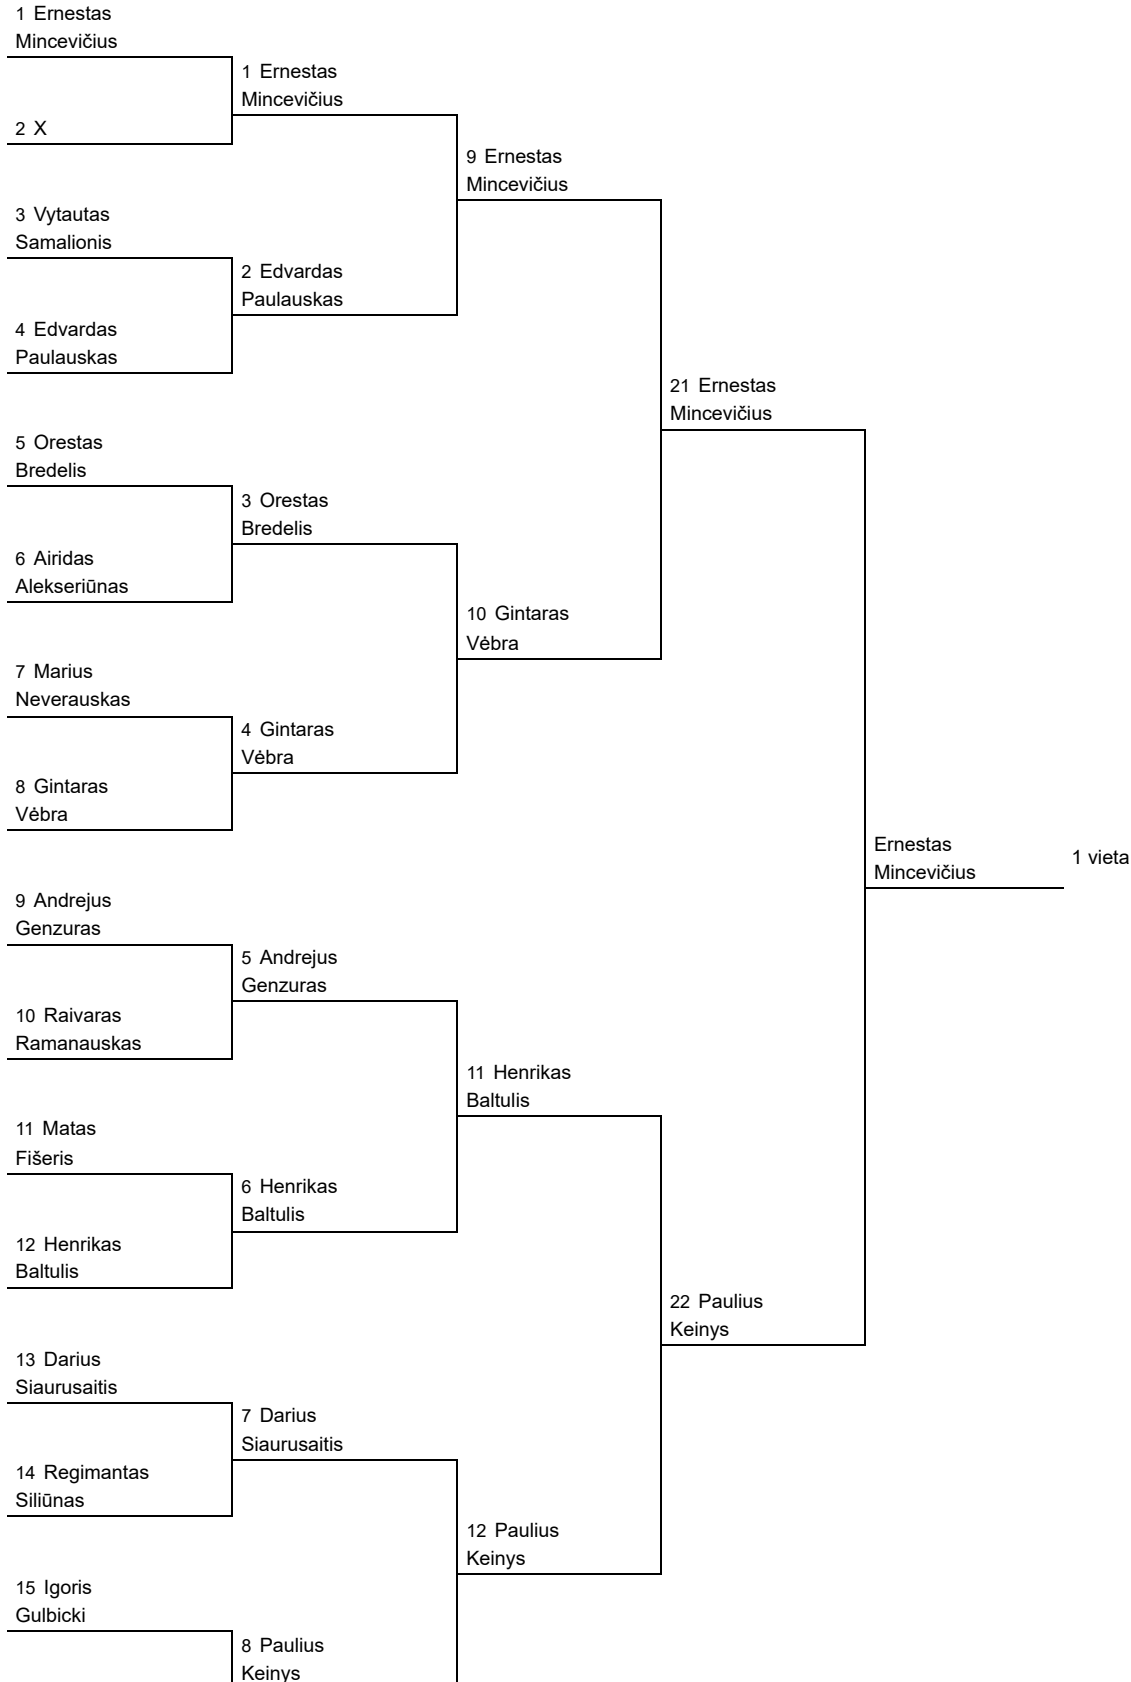 1 Ernestas
Mincevičius
1 Ernestas
Mincevičius
2 X
9 Ernestas
Mincevičius
3 Vytautas
Samalionis
2 Edvardas
Paulauskas
4 Edvardas
Paulauskas
21 Ernestas
Mincevičius
5 Orestas
Bredelis
3 Orestas
Bredelis
6 Airidas
Alekseriūnas
10 Gintaras
Vėbra
7 Marius
Neverauskas
4 Gintaras
Vėbra
8 Gintaras
Vėbra
Ernestas
Mincevičius
1 vieta
9 Andrejus
Genzuras
5 Andrejus
Genzuras
10 Raivaras
Ramanauskas
11 Henrikas
Baltulis
11 Matas
Fišeris
6 Henrikas
Baltulis
12 Henrikas
Baltulis
22 Paulius
Keinys
13 Darius
Siaurusaitis
7 Darius
Siaurusaitis
14 Regimantas
Siliūnas
12 Paulius
Keinys
15 Igoris
Gulbicki
8 Paulius
Keinys